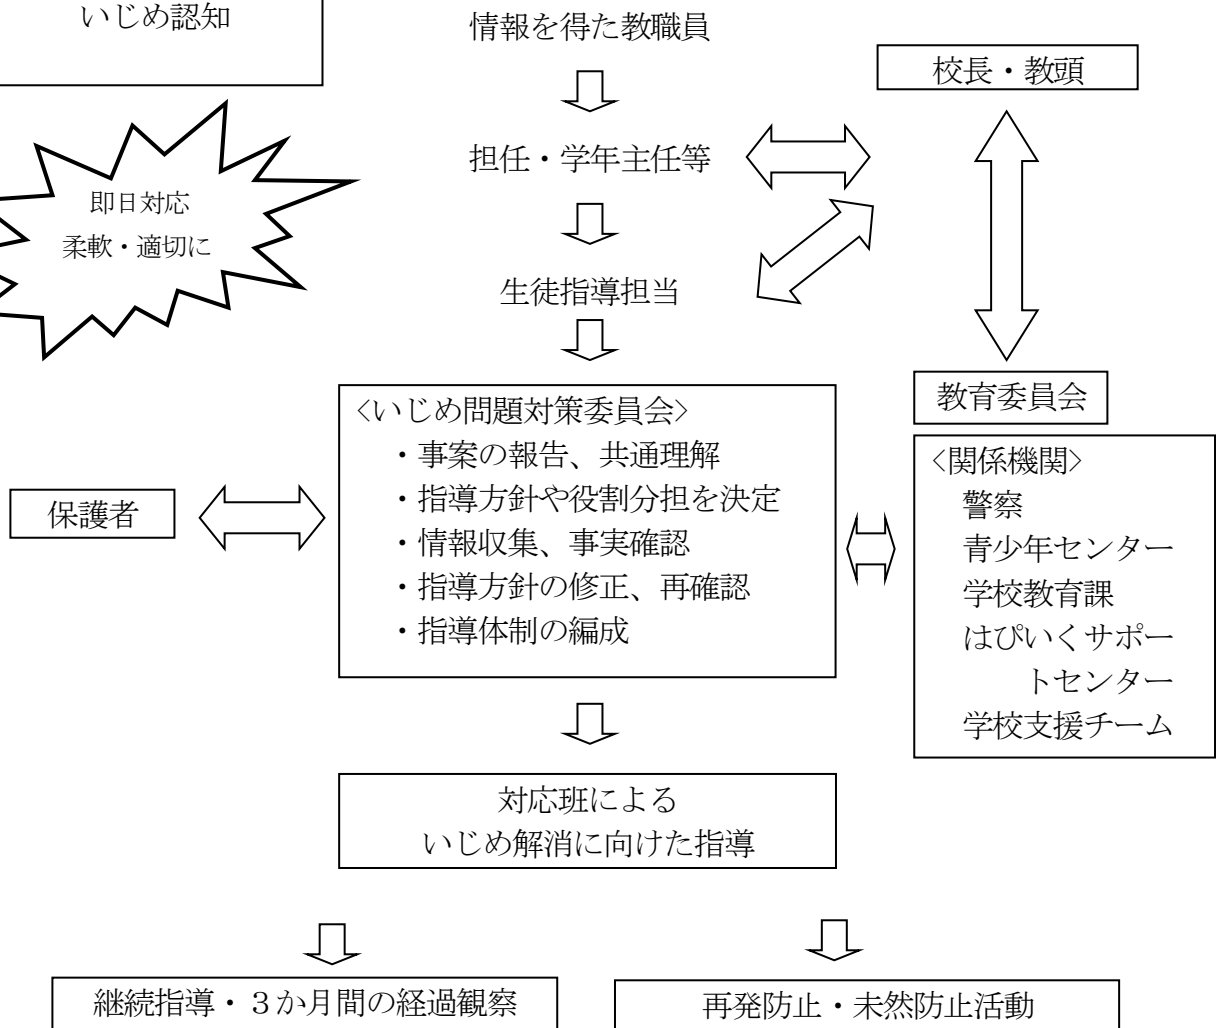 いじめ認知
情報を得た教職員
校長・教頭
担任・学年主任等
即日対応
柔軟・適切に
生徒指導担当
教育委員会
<いじめ問題対策委員会>
・事案の報告、共通理解
・指導方針や役割分担を決定
・情報収集、事実確認
・指導方針の修正、再確認
・指導体制の編成
保護者
<関係機関>
警察
青少年センター
学校教育課
はぴいくサポー
トセンター
学校支援チーム
対応班による
いじめ解消に向けた指導
継続指導・３か月間の経過観察
再発防止・未然防止活動